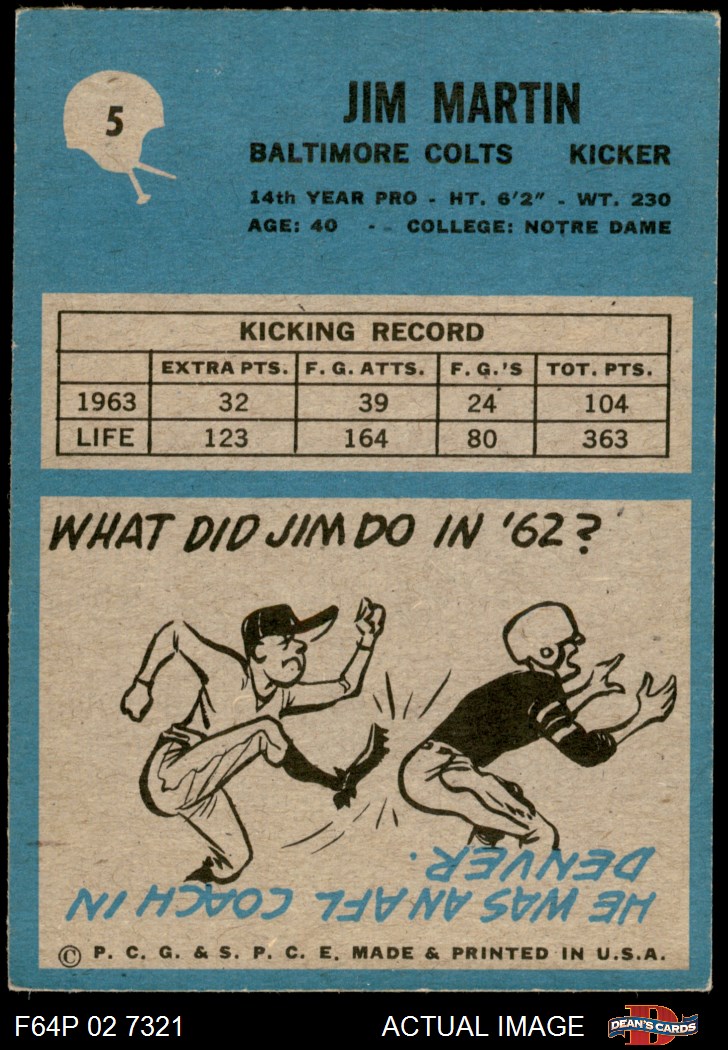 5
JIM MARTIN
BALTIMORE COLTS KICKER
14th YEAR PRO - HT. 6'2" - WT. 230
AGE: 40 - - COLLEGE: NOTRE DAME
KICKING RECORD
EXTRA PTS. F. G. ATTS. F. G.'S TOT. PTS.
1963 32 39 24 104
LIFE 123 164 80 363
WHAT DID JIM DO IN '62?
HE WAS AN AFL COACH IN
DENVER.
© P. C. G. & S. P. C. E. MADE & PRINTED IN U.S.A.
F64P 02 7321 ACTUAL IMAGE DEAN'S CARDS